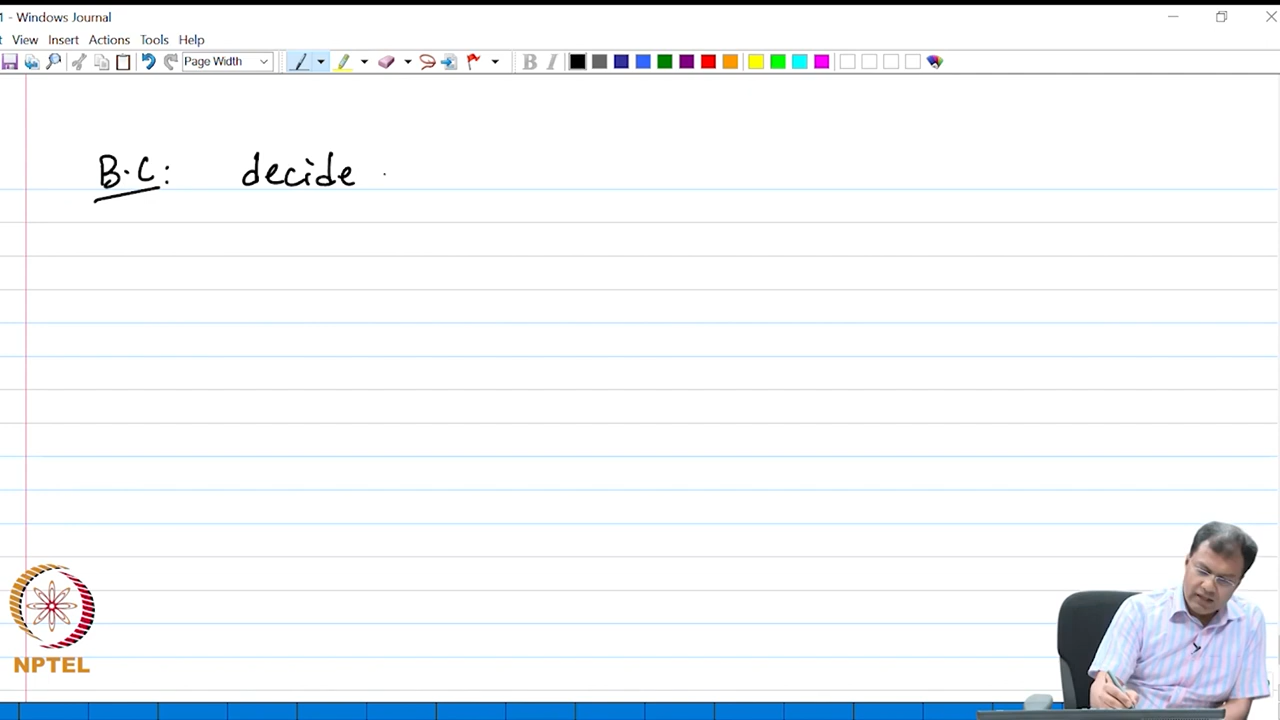 1 - Windows Journal
t View Insert Actions Tools Help
Page Width B I
B.C: decide
NPTEL